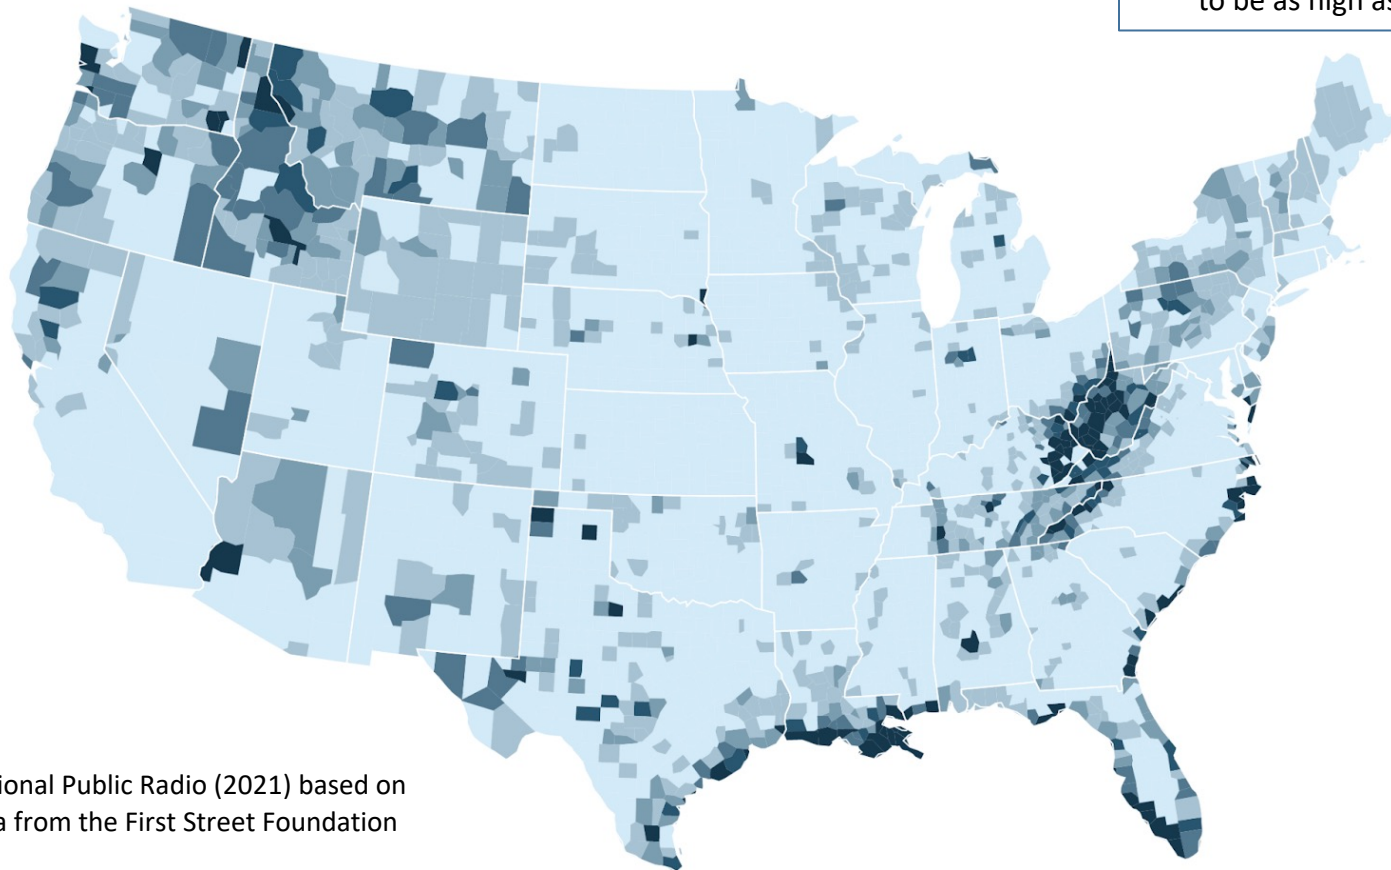 to be as high as
ional Public Radio (2021) based on
a from the First Street Foundation